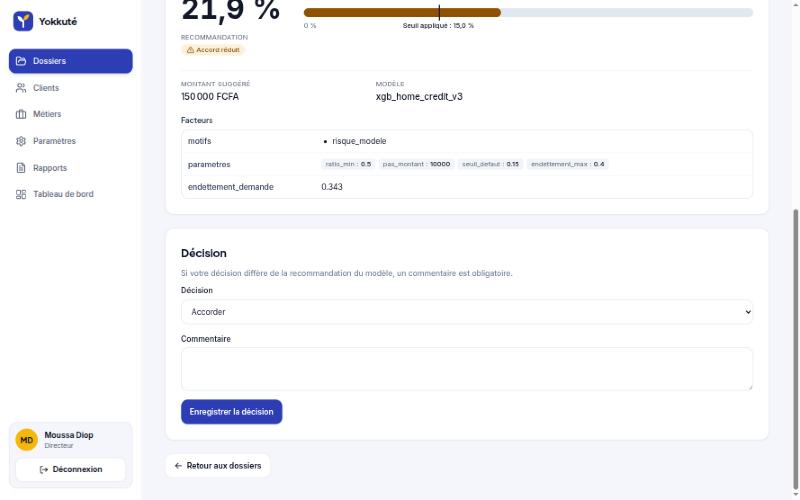 Yokkuté
Dossiers
Clients
Métiers
Paramètres
Rapports
Tableau de bord
MD
Moussa Diop
Directeur
Déconnexion
21,9 %
0 %
Seuil appliqué : 15,0 %
RECOMMANDATION
Accord réduit
MONTANT SUGGÉRÉ
MODÈLE
150 000 FCFA
xgb_home_credit_v3
Facteurs
motifs
• risque_modele
parametres
ratio_min : 0.5 pas_montant : 10000 seuil_defaut : 0.15 endettement_max : 0.4
endettement_demande
0.343
Décision
Si votre décision diffère de la recommandation du modèle, un commentaire est obligatoire.
Décision
Accorder
Commentaire
Enregistrer la décision
← Retour aux dossiers